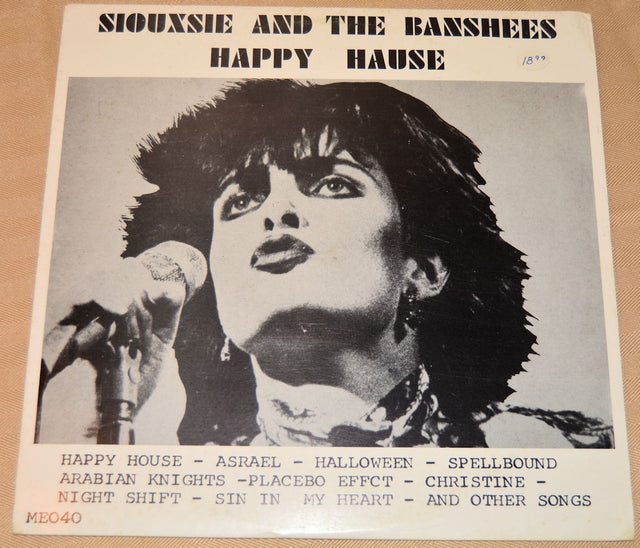 SIOUXSIE AND THE BANSHEES
HAPPY HAUSE
18⁹⁹
HAPPY HOUSE - ASRAEL - HALLOWEEN - SPELLBOUND
ARABIAN KNIGHTS -PLACEBO EFFCT - CHRISTINE -
NIGHT SHIFT - SIN IN MY HEART - AND OTHER SONGS
ME040